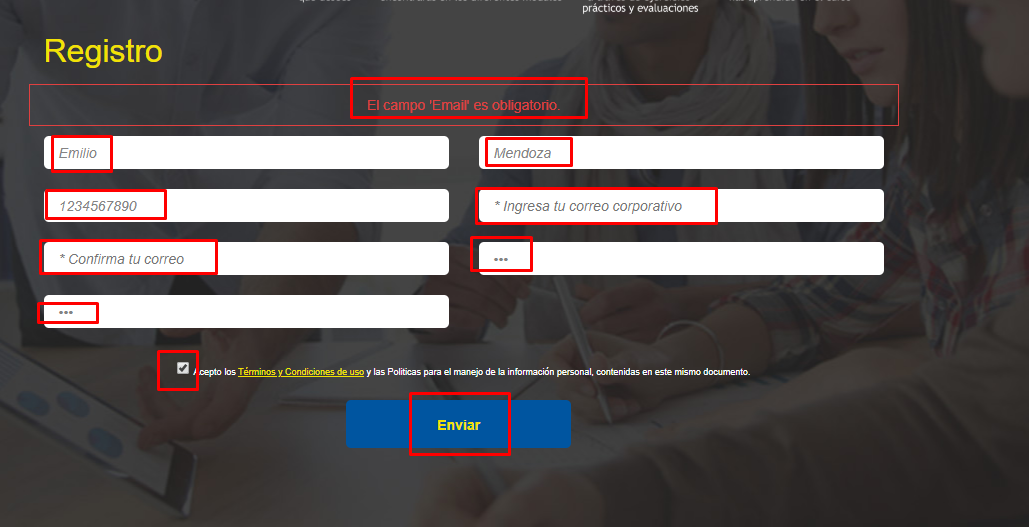 prácticos y evaluaciones
Registro
El campo 'Email' es obligatorio.
Emilio
Mendoza
1234567890
* Ingresa tu correo corporativo
* Confirma tu correo
•••
•••
Acepto los Términos y Condiciones de uso y las Politicas para el manejo de la información personal, contenidas en este mismo documento.
Enviar